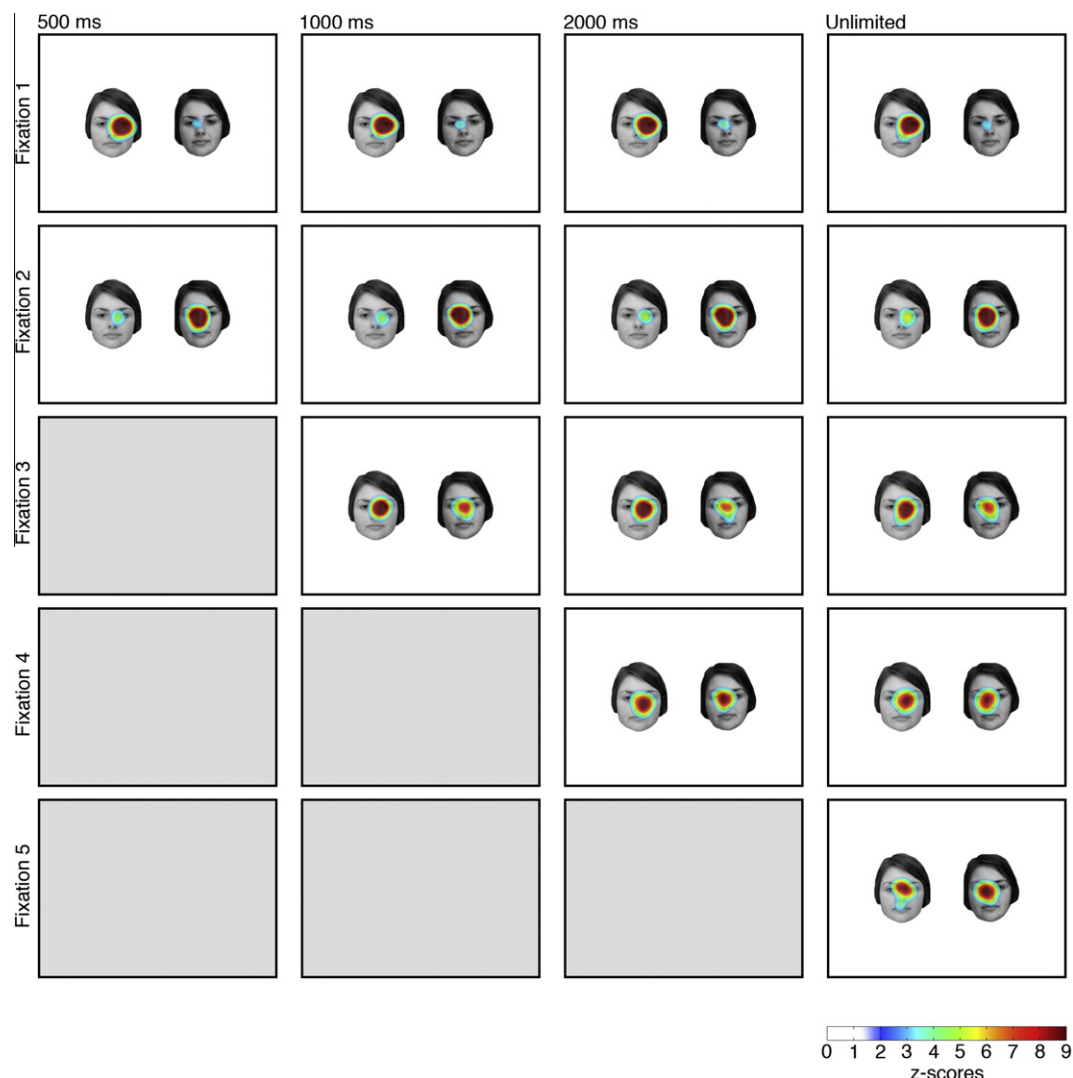 500 ms 1000 ms 2000 ms Unlimited
Fixation 1
Fixation 2
Fixation 3
Fixation 4
Fixation 5
0 1 2 3 4 5 6 7 8 9
z-scores